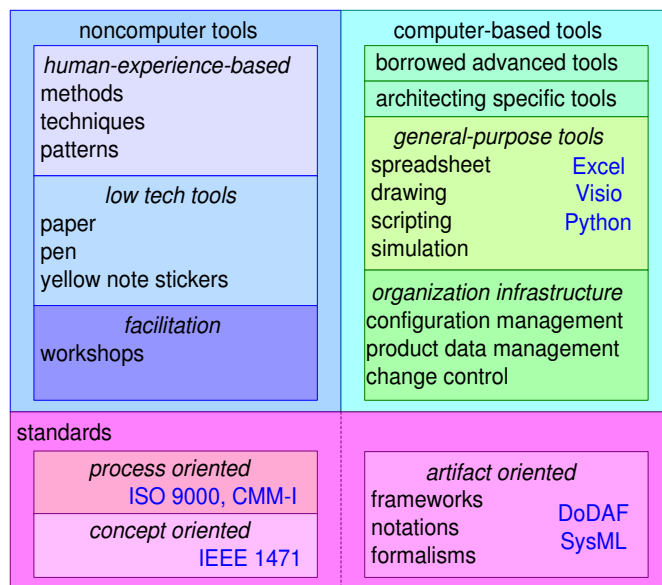 noncomputer tools
human-experience-based
methods
techniques
patterns
low tech tools
paper
pen
yellow note stickers
facilitation
workshops
computer-based tools
borrowed advanced tools
architecting specific tools
general-purpose tools
spreadsheet Excel
drawing Visio
scripting Python
simulation
organization infrastructure
configuration management
product data management
change control
standards
process oriented
ISO 9000, CMM-I
concept oriented
IEEE 1471
artifact oriented
frameworks
DoDAF
notations
SysML
formalisms